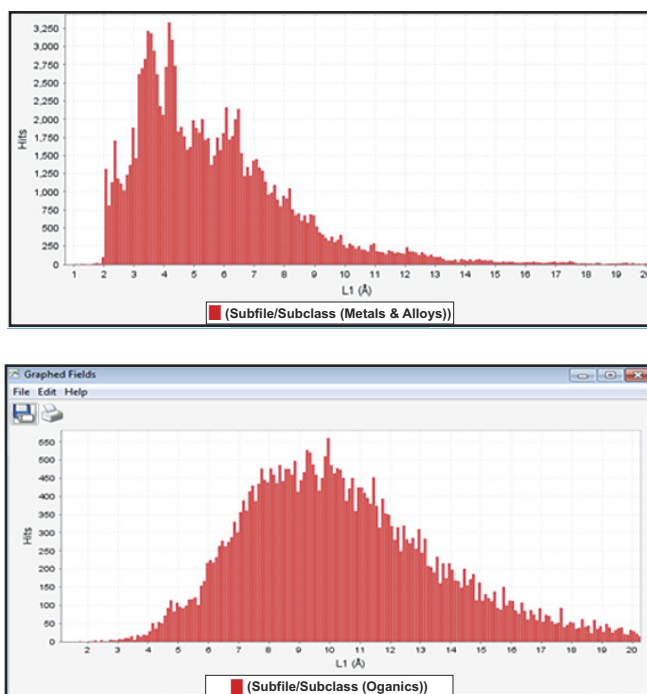 3,250
3,000
2,750
2,500
2,250
2,000
1,750
1,500
1,250
1,000
750
500
250
0
Hits
1 2 3 4 5 6 7 8 9 10 11 12 13 14 15 16 17 18 19 20
L1 (Å)
(Subfile/Subclass (Metals & Alloys))
Graphed Fields
File Edit Help
550
500
450
400
350
300
250
200
150
100
50
0
Hits
2 3 4 5 6 7 8 9 10 11 12 13 14 15 16 17 18 19 20
L1 (Å)
(Subfile/Subclass (Oganics))